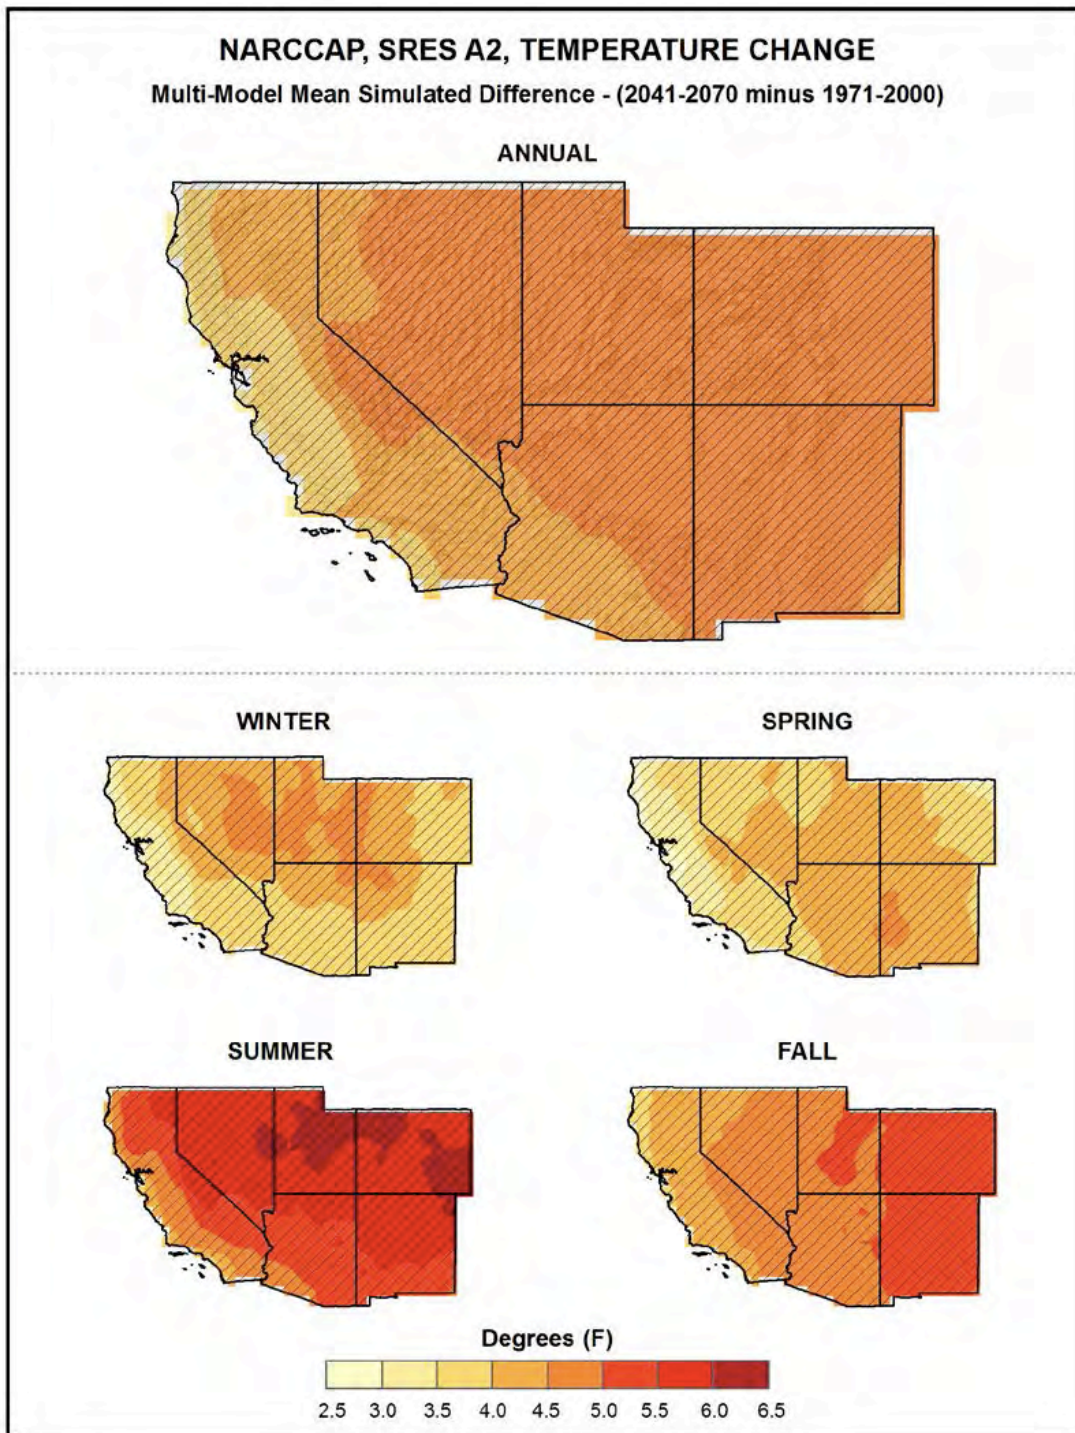 NARCCAP, SRES A2, TEMPERATURE CHANGE
Multi-Model Mean Simulated Difference - (2041-2070 minus 1971-2000)
ANNUAL
WINTER
SPRING
SUMMER
FALL
Degrees (F)
2.5 3.0 3.5 4.0 4.5 5.0 5.5 6.0 6.5